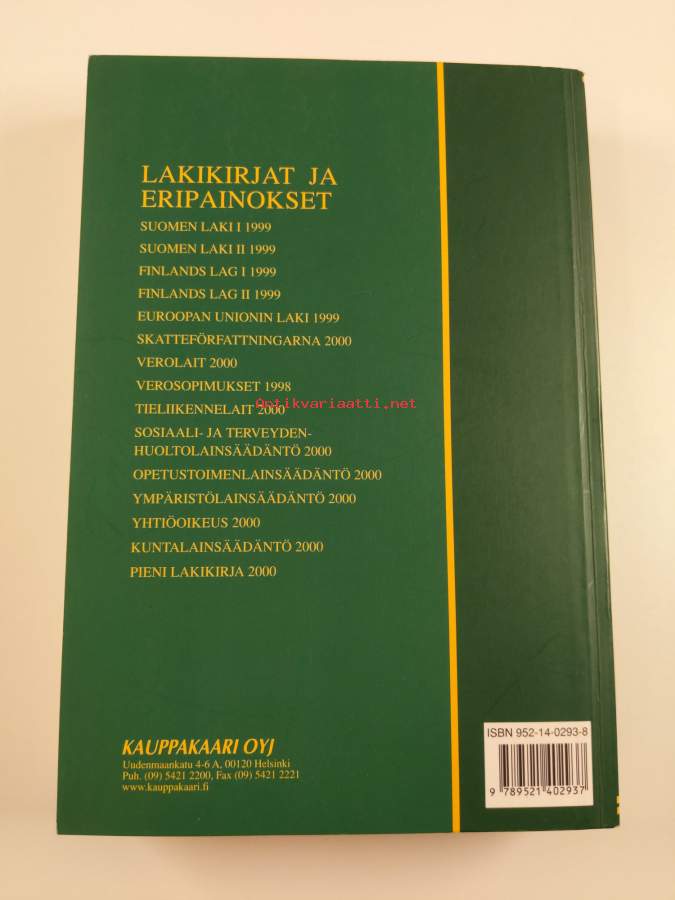 LAKIKIRJAT JA
ERIPAINOKSET
SUOMEN LAKI I 1999
SUOMEN LAKI II 1999
FINLANDS LAG I 1999
FINLANDS LAG II 1999
EUROOPAN UNIONIN LAKI 1999
SKATTEFÖRFATTNINGARNA 2000
VEROLAIT 2000
VEROSOPIMUKSET 1998
Antikvariaatti.net
TIELIIKENNELAIT 2000
SOSIAALI- JA TERVEYDEN-
HUOLTOLAINSÄÄDÄNTÖ 2000
OPETUSTOIMENLAINSÄÄDÄNTÖ 2000
YMPÄRISTÖLAINSÄÄDÄNTÖ 2000
YHTIÖOIKEUS 2000
KUNTALAINSÄÄDÄNTÖ 2000
PIENI LAKIKIRJA 2000
KAUPPAKAARI OYJ
Uudenmaankatu 4-6 A, 00120 Helsinki
Puh. (09) 5421 2200, Fax (09) 5421 2221
www.kauppakaari.fi
ISBN 952-14-0293-8
9 789521 402937